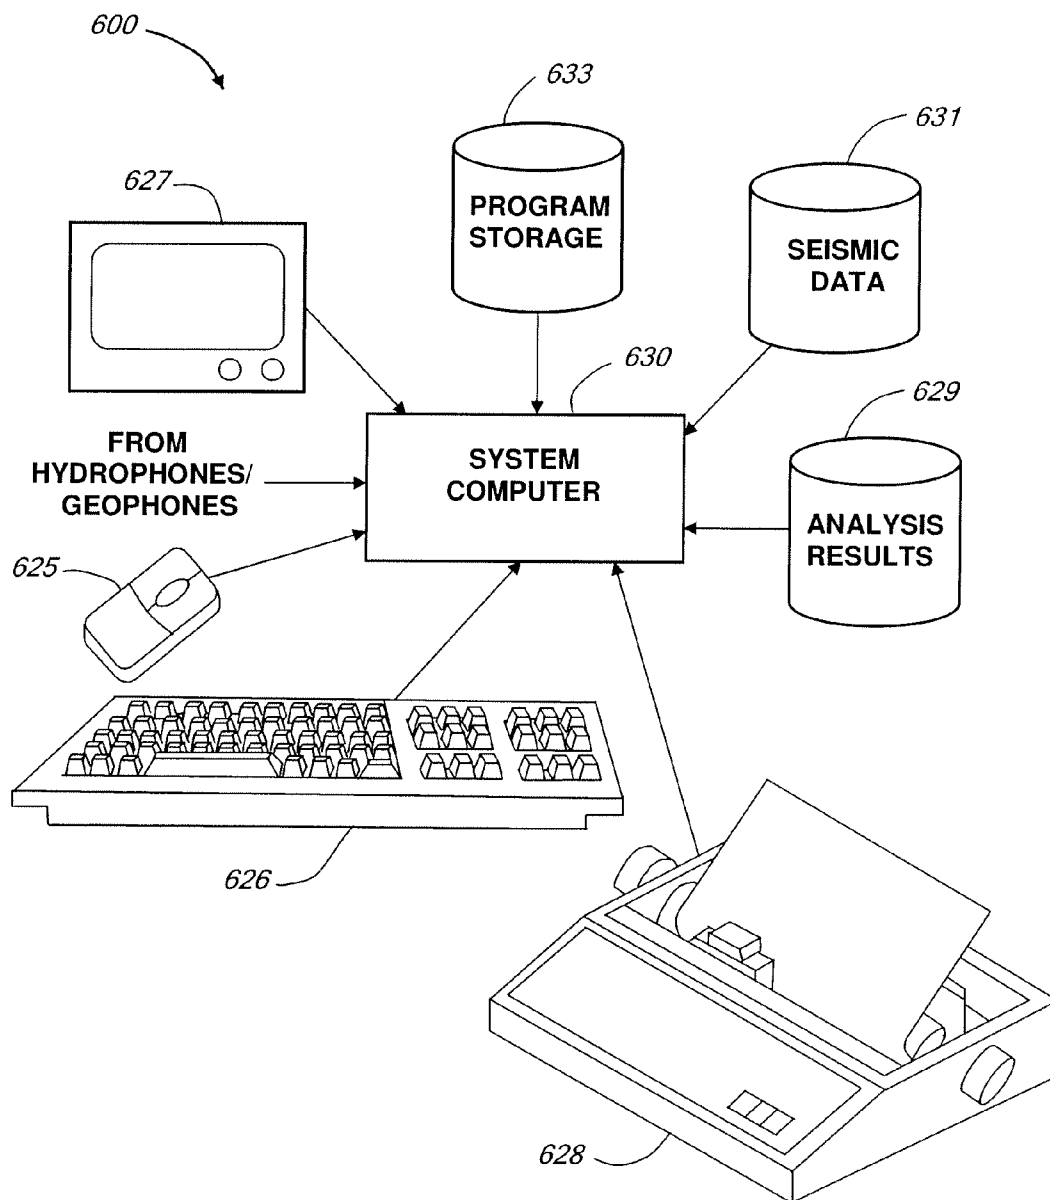 600
633
631
627
PROGRAM
STORAGE
SEISMIC
DATA
630
629
FROM
HYDROPHONES/
GEOPHONES
SYSTEM
COMPUTER
ANALYSIS
RESULTS
625
626
628